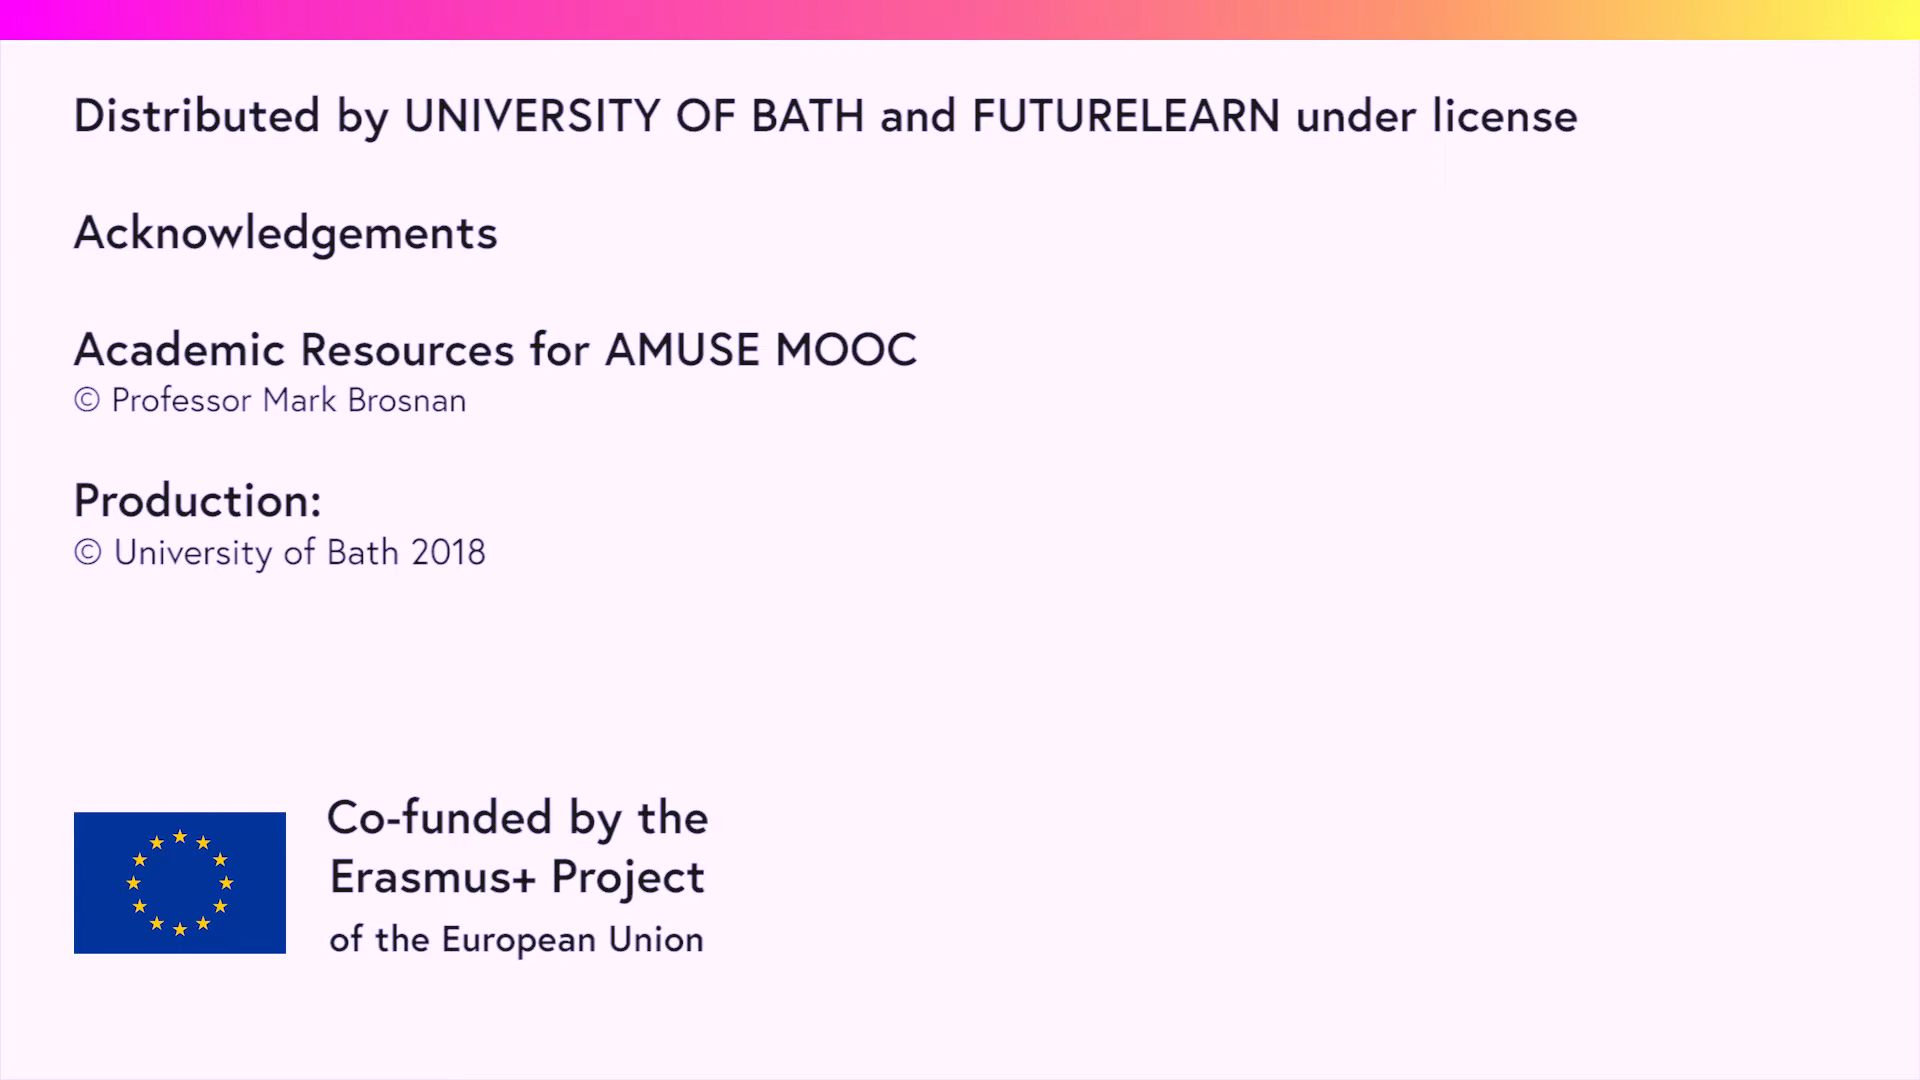 Distributed by UNIVERSITY OF BATH and FUTURELEARN under license
Acknowledgements
Academic Resources for AMUSE MOOC
© Professor Mark Brosnan
Production:
© University of Bath 2018
Co-funded by the
Erasmus+ Project
of the European Union